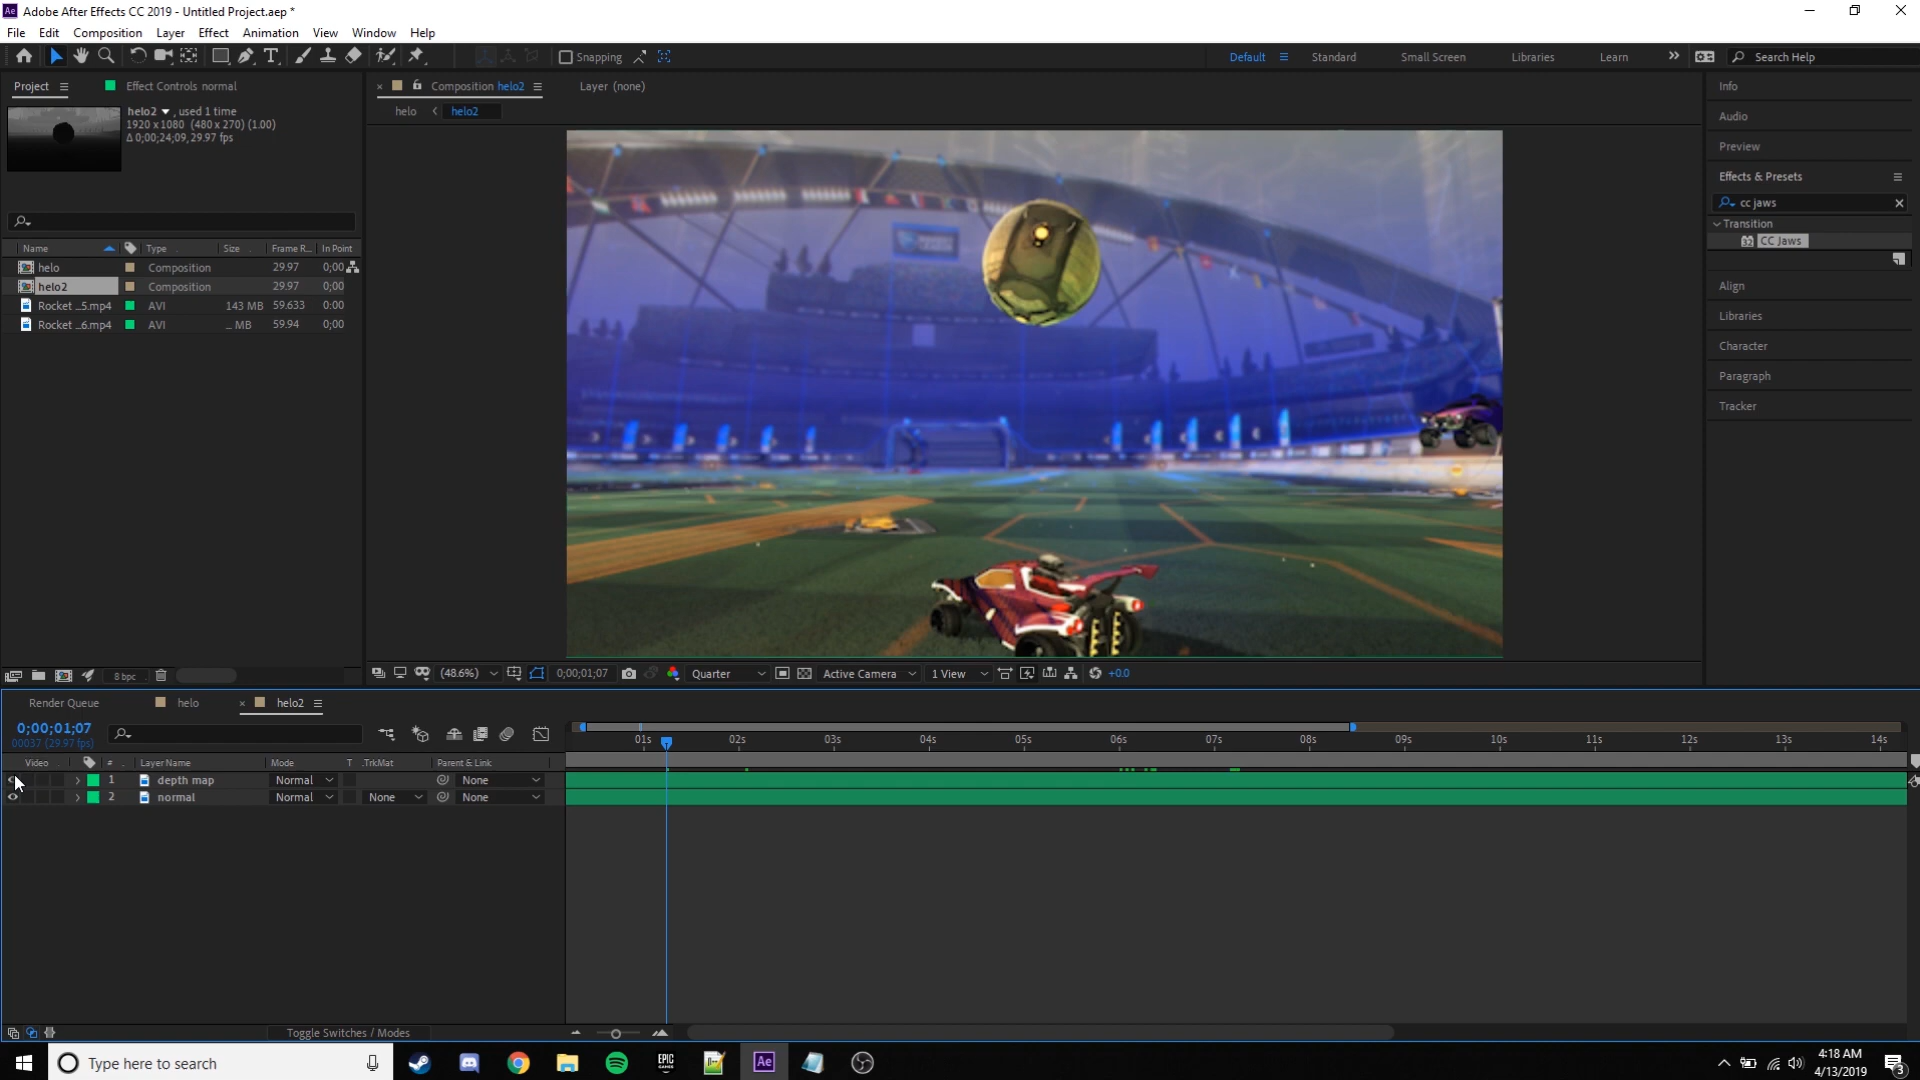 Ae Adobe After Effects CC 2019 - Untitled Project.aep *
File Edit Composition Layer Effect Animation View Window Help
Snapping
Default Standard Small Screen Libraries Learn Search Help
Project Effect Controls normal
helo2 , used 1 time
1920 x 1080 (480 x 270) (1.00)
Δ 0;00;24;09, 29.97 fps
Name Type Size Frame R... In Point
helo Composition 29.97 0;00
helo2 Composition 29.97 0;00
Rocket ...5.mp4 AVI 143 MB 59.633 0:00
Rocket ...6.mp4 AVI ... MB 59.94 0;00
8 bpc
Composition helo2 Layer (none)
helo helo2
(48.6%) 0;00;01;07 Quarter Active Camera 1 View +0.0
Info
Audio
Preview
Effects & Presets
cc jaws
Transition
32 CC Jaws
Align
Libraries
Character
Paragraph
Tracker
Render Queue helo helo2
0;00;01;07
00037 (29.97 fps)
Video # Layer Name Mode T .TrkMat Parent & Link
1 depth map Normal None
2 normal Normal None None
01s 02s 03s 04s 05s 06s 07s 08s 09s 10s 11s 12s 13s 14s
Toggle Switches / Modes
Type here to search EPIC GAMES Ae
4:18 AM
4/13/2019
3